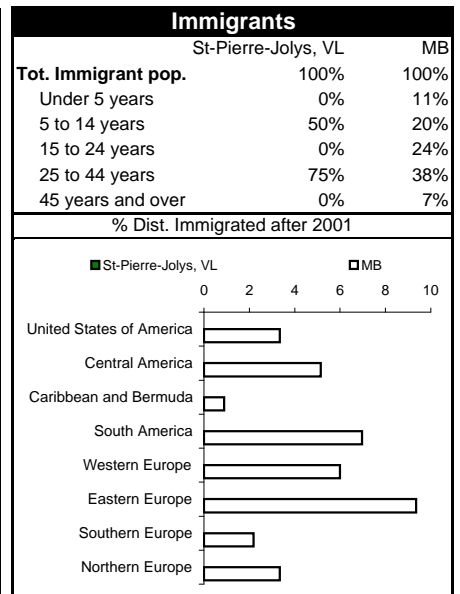 Immigrants
St-Pierre-Jolys, VL MB
Tot. Immigrant pop. 100% 100%
Under 5 years 0% 11%
5 to 14 years 50% 20%
15 to 24 years 0% 24%
25 to 44 years 75% 38%
45 years and over 0% 7%
% Dist. Immigrated after 2001
St-Pierre-Jolys, VL MB
0 2 4 6 8 10
United States of America
Central America
Caribbean and Bermuda
South America
Western Europe
Eastern Europe
Southern Europe
Northern Europe